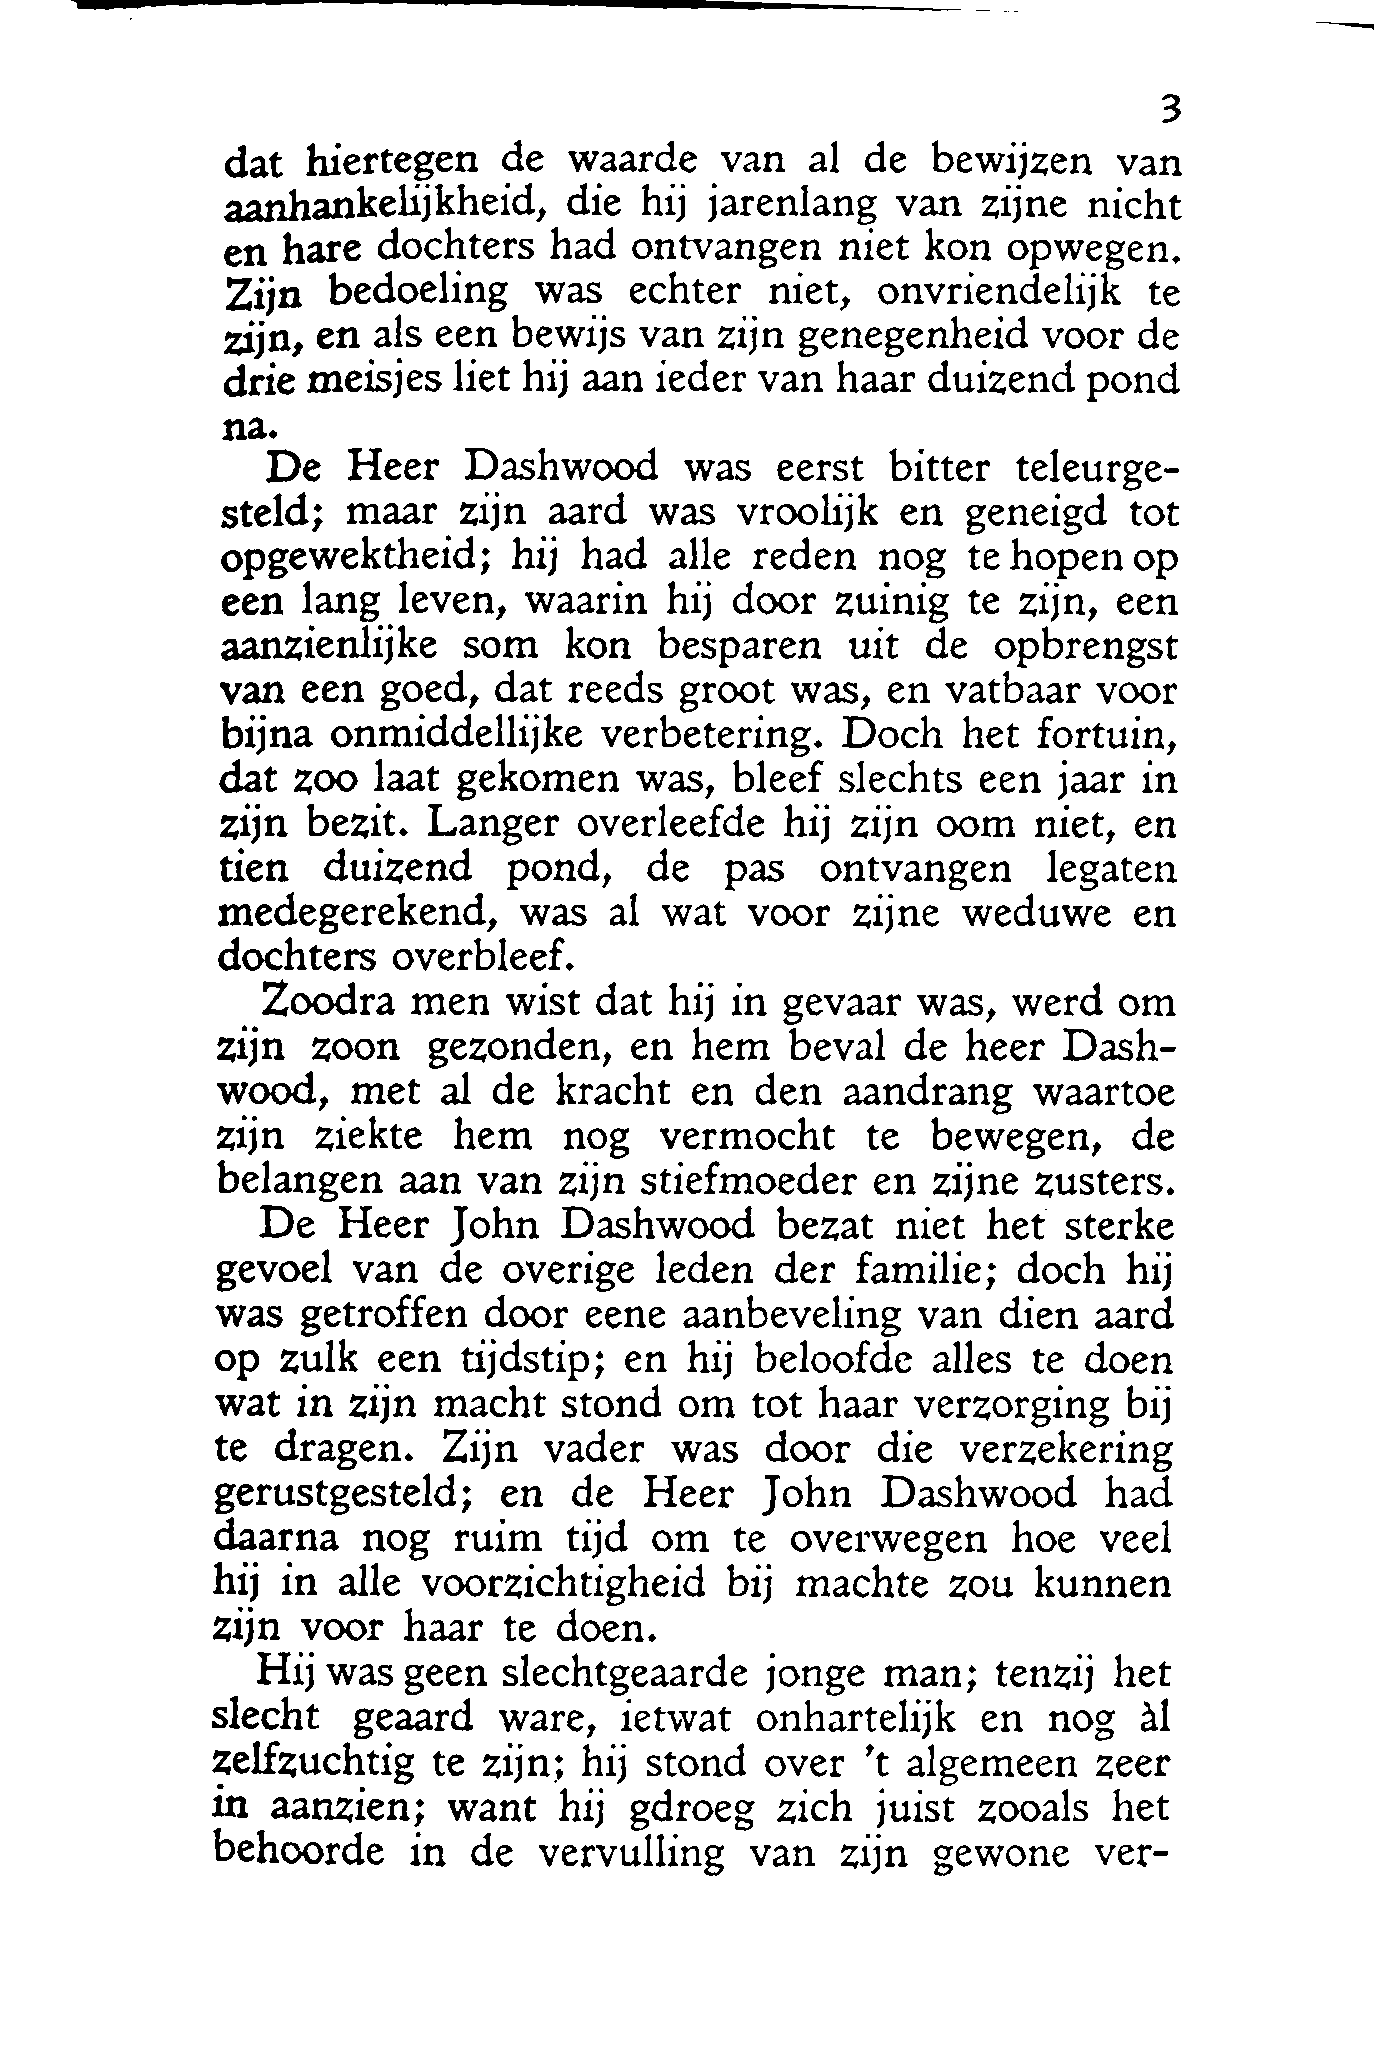 3
dat hiertegen de waarde van al de bewijzen van
aanhankelijkheid, die hij jarenlang van zijne nicht
en hare dochters had ontvangen niet kon opwegen.
Zijn bedoeling was echter niet, onvriendelijk te
zijn, en als een bewijs van zijn genegenheid voor de
drie meisjes liet hij aan ieder van haar duizend pond
na.
De Heer Dashwood was eerst bitter teleurge-
steld; maar zijn aard was vroolijk en geneigd tot
opgewektheid; hij had alle reden nog te hopen op
een lang leven, waarin hij door zuinig te zijn, een
aanzienlijke som kon besparen uit de opbrengst
van een goed, dat reeds groot was, en vatbaar voor
bijna onmiddellijke verbetering. Doch het fortuin,
dat zoo laat gekomen was, bleef slechts een jaar in
zijn bezit. Langer overleefde hij zijn oom niet, en
tien duizend pond, de pas ontvangen legaten
medegerekend, was al wat voor zijne weduwe en
dochters overbleef.
Zoodra men wist dat hij in gevaar was, werd om
zijn zoon gezonden, en hem beval de heer Dash-
wood, met al de kracht en den aandrang waartoe
zijn ziekte hem nog vermocht te bewegen, de
belangen aan van zijn stiefmoeder en zijne zusters.
De Heer John Dashwood bezat niet het sterke
gevoel van de overige leden der familie; doch hij
was getroffen door eene aanbeveling van dien aard
op zulk een tijdstip; en hij beloofde alles te doen
wat in zijn macht stond om tot haar verzorging bij
te dragen. Zijn vader was door die verzekering
gerustgesteld; en de Heer John Dashwood had
daarna nog ruim tijd om te overwegen hoe veel
hij in alle voorzichtigheid bij machte zou kunnen
zijn voor haar te doen.
Hij was geen slechtgeaarde jonge man; tenzij het
slecht geaard ware, ietwat onhartelijk en nog àl
zelfzuchtig te zijn; hij stond over 't algemeen zeer
in aanzien; want hij gdroeg zich juist zooals het
behoorde in de vervulling van zijn gewone ver-